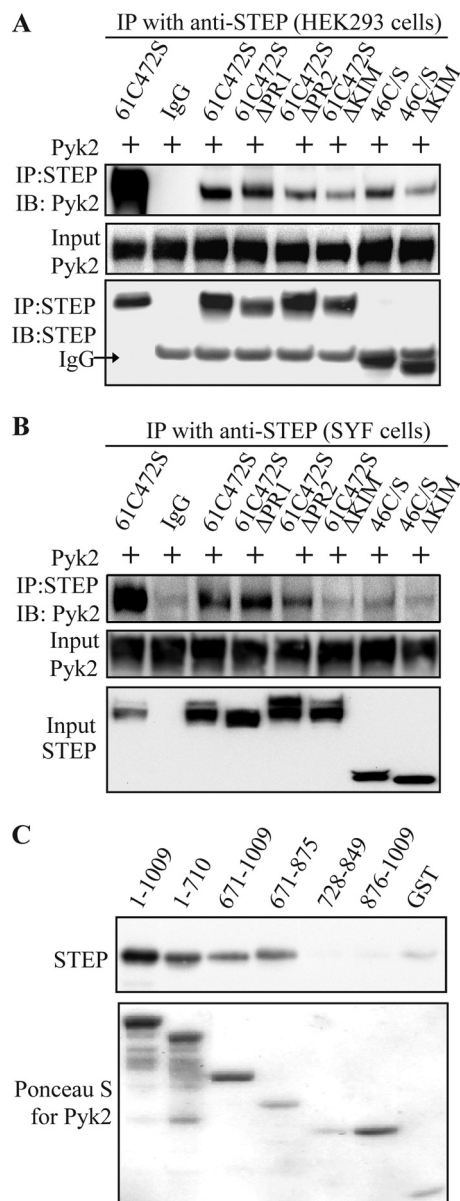 A
IP with anti-STEP (HEK293 cells)
61C472S
IgG
61C472S
61C472S
ΔPR1
61C472S
ΔPR2
61C472S
ΔKIM
46C/S
46C/S
ΔKIM
Pyk2 + + + + + + + +
IP:STEP
IB: Pyk2
Input
Pyk2
IP:STEP
IB:STEP
IgG
B
IP with anti-STEP (SYF cells)
61C472S
IgG
61C472S
61C472S
ΔPR1
61C472S
ΔPR2
61C472S
ΔKIM
46C/S
46C/S
ΔKIM
Pyk2 + + + + + + + +
IP:STEP
IB: Pyk2
Input
Pyk2
Input
STEP
C
1-1009
1-710
671-1009
671-875
728-849
876-1009
GST
STEP
Ponceau S
for Pyk2